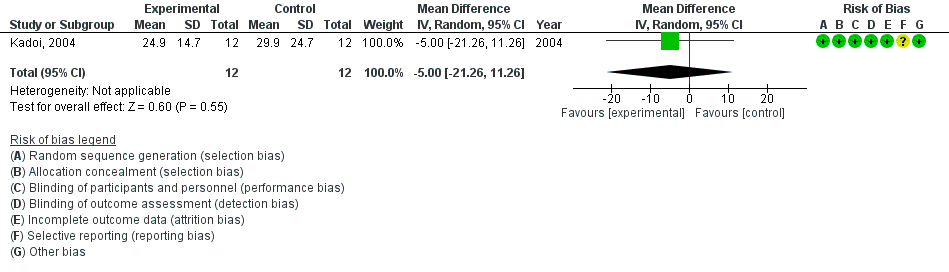 Experimental Control Mean Difference Mean Difference Risk of Bias
Study or Subgroup Mean SD Total Mean SD Total Weight IV, Random, 95% CI Year IV, Random, 95% CI A B C D E F G
Kadoi, 2004 24.9 14.7 12 29.9 24.7 12 100.0% -5.00 [-21.26, 11.26] 2004 + + + + + ? +
Total (95% CI) 12 12 100.0% -5.00 [-21.26, 11.26]
Heterogeneity: Not applicable
Test for overall effect: Z = 0.60 (P = 0.55)
-20 -10 0 10 20
Favours [experimental] Favours [control]
Risk of bias legend
(A) Random sequence generation (selection bias)
(B) Allocation concealment (selection bias)
(C) Blinding of participants and personnel (performance bias)
(D) Blinding of outcome assessment (detection bias)
(E) Incomplete outcome data (attrition bias)
(F) Selective reporting (reporting bias)
(G) Other bias